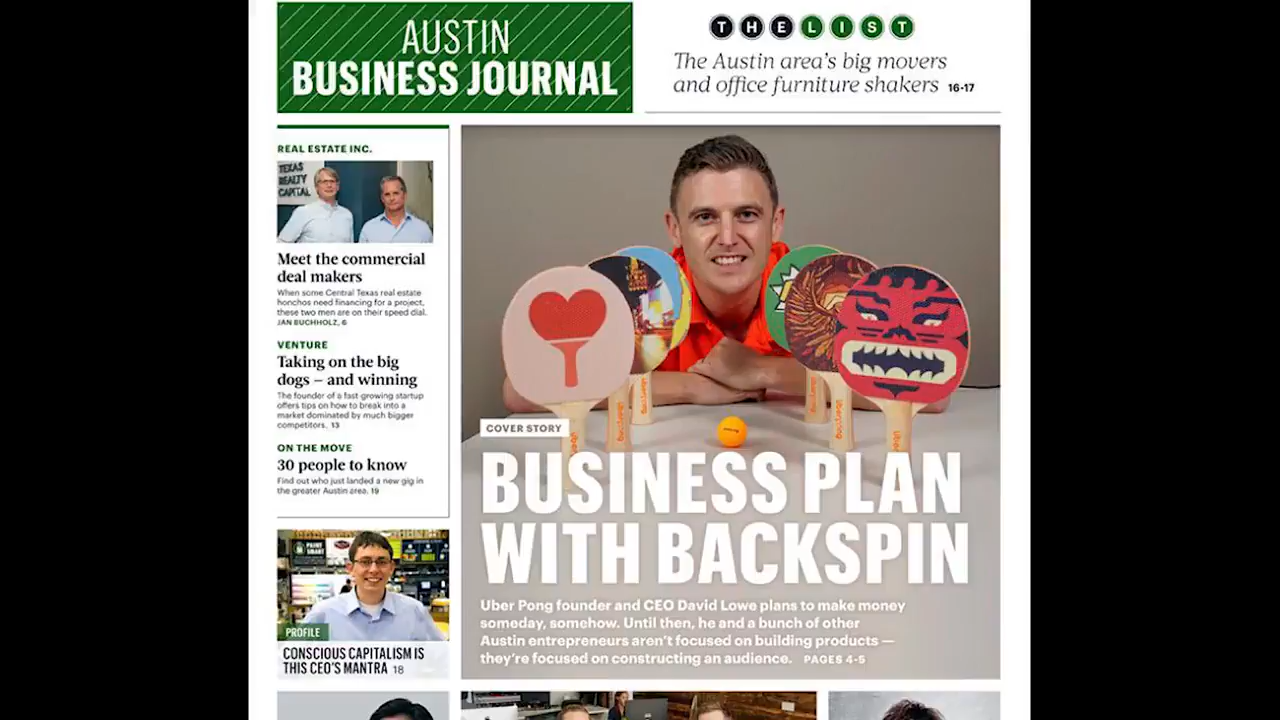 AUSTIN
BUSINESS JOURNAL
THE LIST
The Austin area's big movers
and office furniture shakers 16-17
REAL ESTATE INC.
TEXAS
REALTY
CAPITAL
Meet the commercial
deal makers
When some Central Texas real estate
honchos need financing for a project,
these two men are on their speed dial.
JAN BUCHHOLZ, 6
VENTURE
Taking on the big
dogs – and winning
The founder of a fast-growing startup
offers tips on how to break into a
market dominated by much bigger
competitors. 13
ON THE MOVE
30 people to know
Find out who just landed a new gig in
the greater Austin area. 19
PAINT
SMART
PROFILE
CONSCIOUS CAPITALISM IS
THIS CEO'S MANTRA 18
COVER STORY
BUSINESS PLAN
WITH BACKSPIN
Uber Pong founder and CEO David Lowe plans to make money
someday, somehow. Until then, he and a bunch of other
Austin entrepreneurs aren't focused on building products —
they're focused on constructing an audience. PAGES 4-5